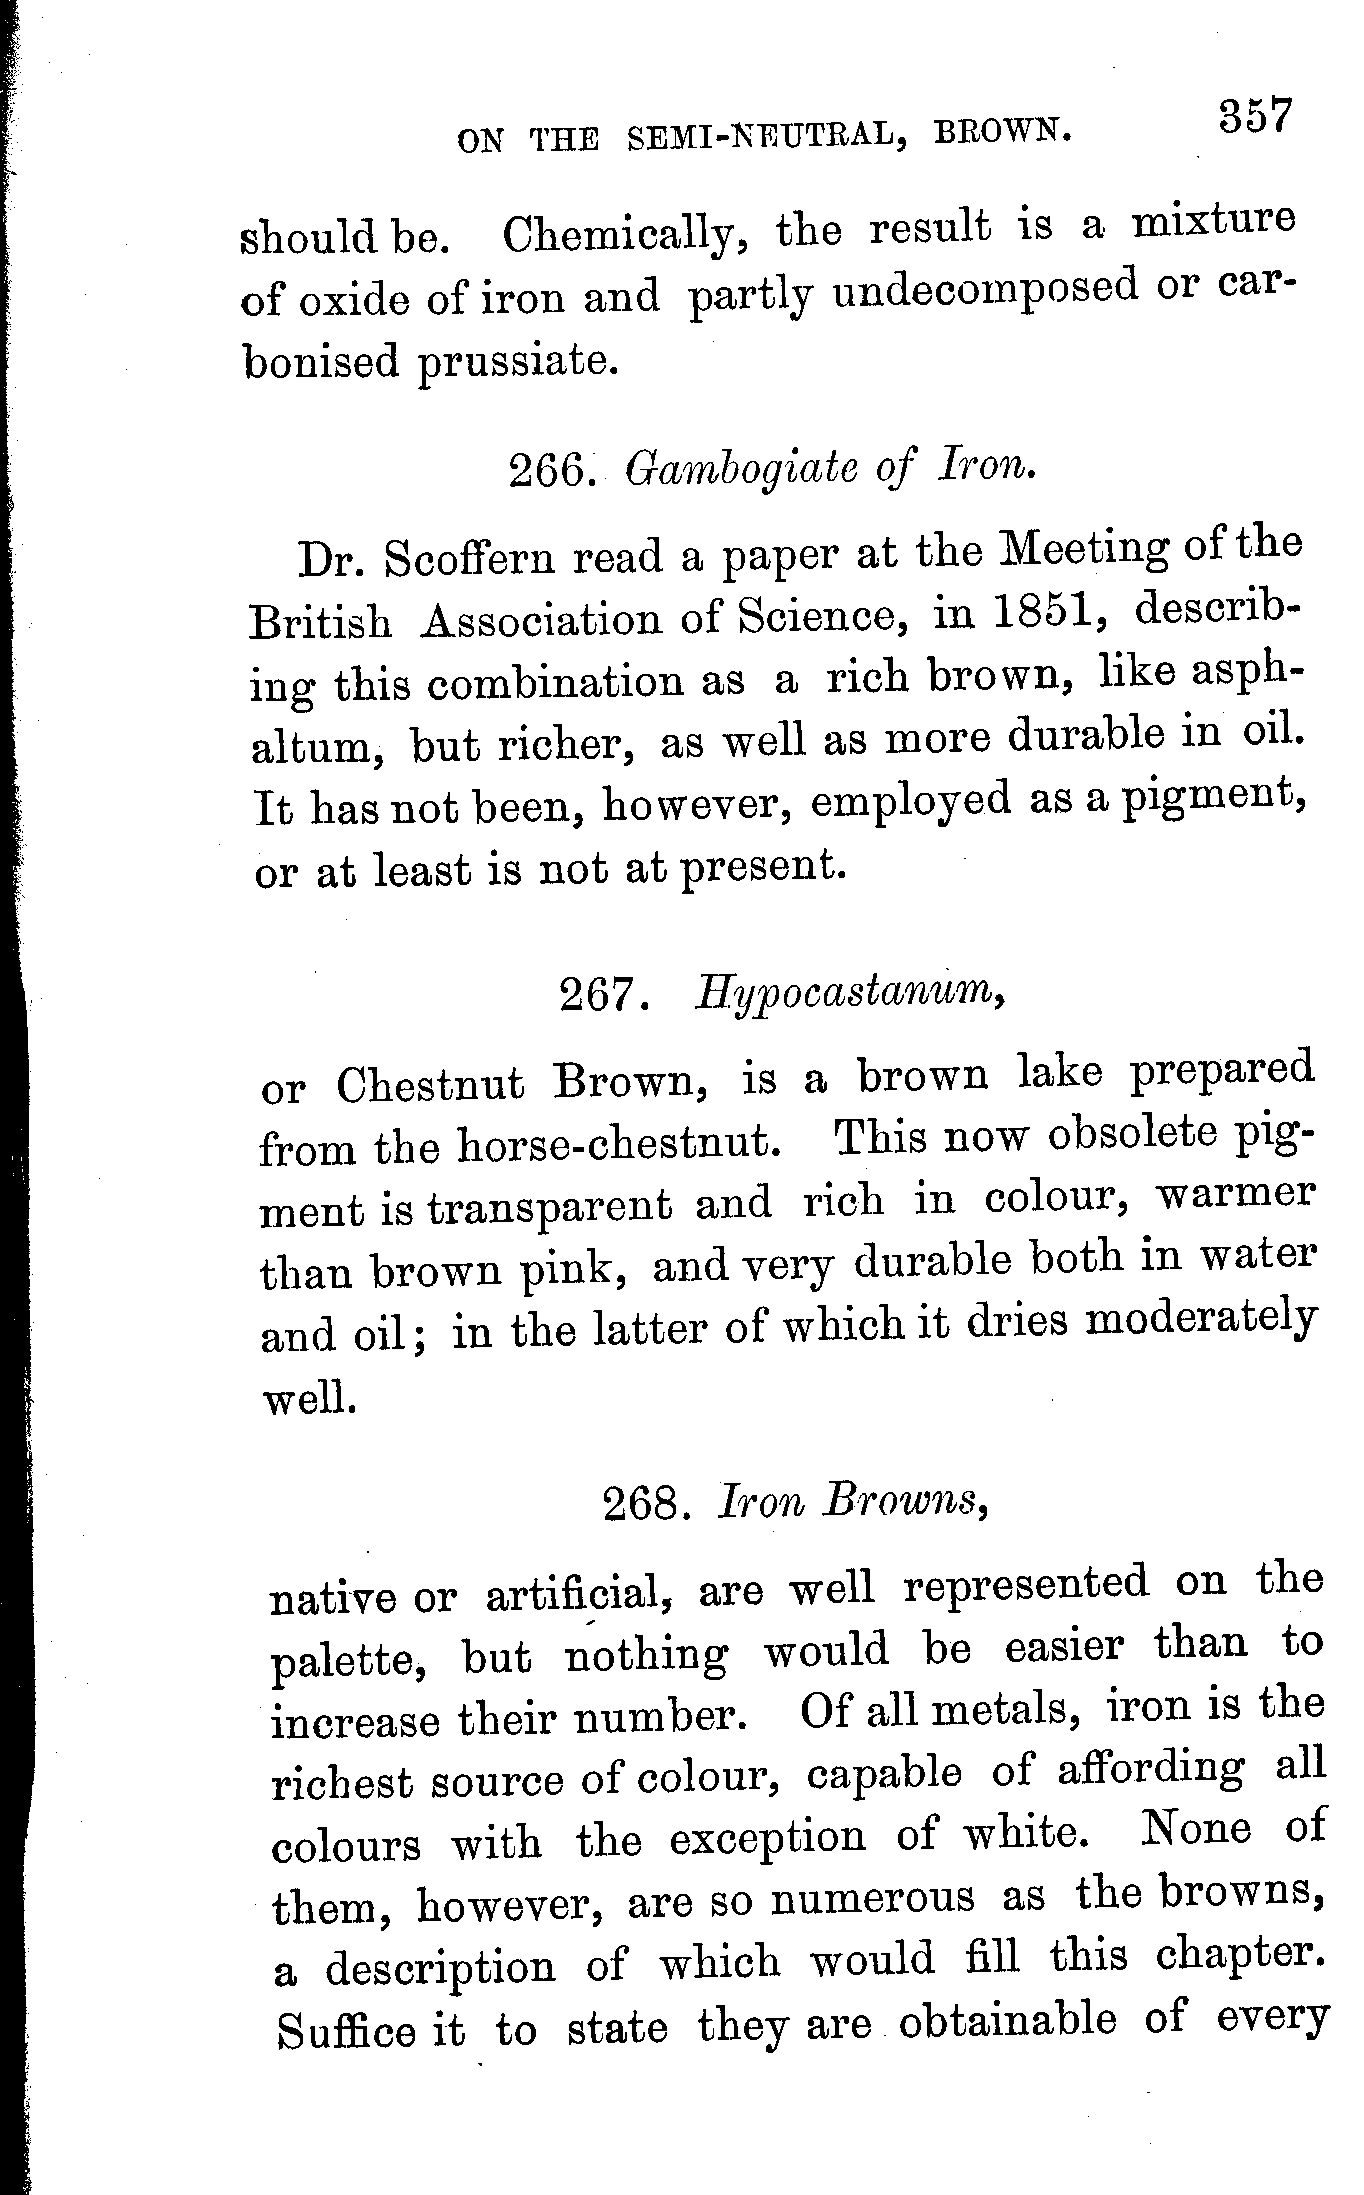 ON THE SEMI-NEUTRAL, BROWN. 357
should be. Chemically, the result is a mixture
of oxide of iron and partly undecomposed or car-
bonised prussiate.
266. Gambogiate of Iron.
Dr. Scoffern read a paper at the Meeting of the
British Association of Science, in 1851, describ-
ing this combination as a rich brown, like asph-
altum, but richer, as well as more durable in oil.
It has not been, however, employed as a pigment,
or at least is not at present.
267. Hypocastanum,
or Chestnut Brown, is a brown lake prepared
from the horse-chestnut. This now obsolete pig-
ment is transparent and rich in colour, warmer
than brown pink, and very durable both in water
and oil; in the latter of which it dries moderately
well.
268. Iron Browns,
native or artificial, are well represented on the
palette, but nothing would be easier than to
increase their number. Of all metals, iron is the
richest source of colour, capable of affording all
colours with the exception of white. None of
them, however, are so numerous as the browns,
a description of which would fill this chapter.
Suffice it to state they are obtainable of every